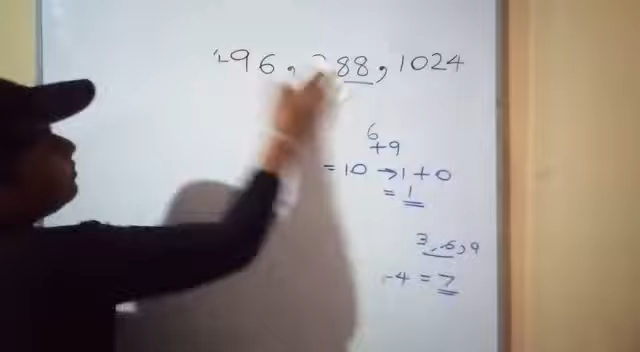 96, 88, 1024
6
+9
= 10 → 1 + 0
= 1
3, 6, 9
-4 = 7